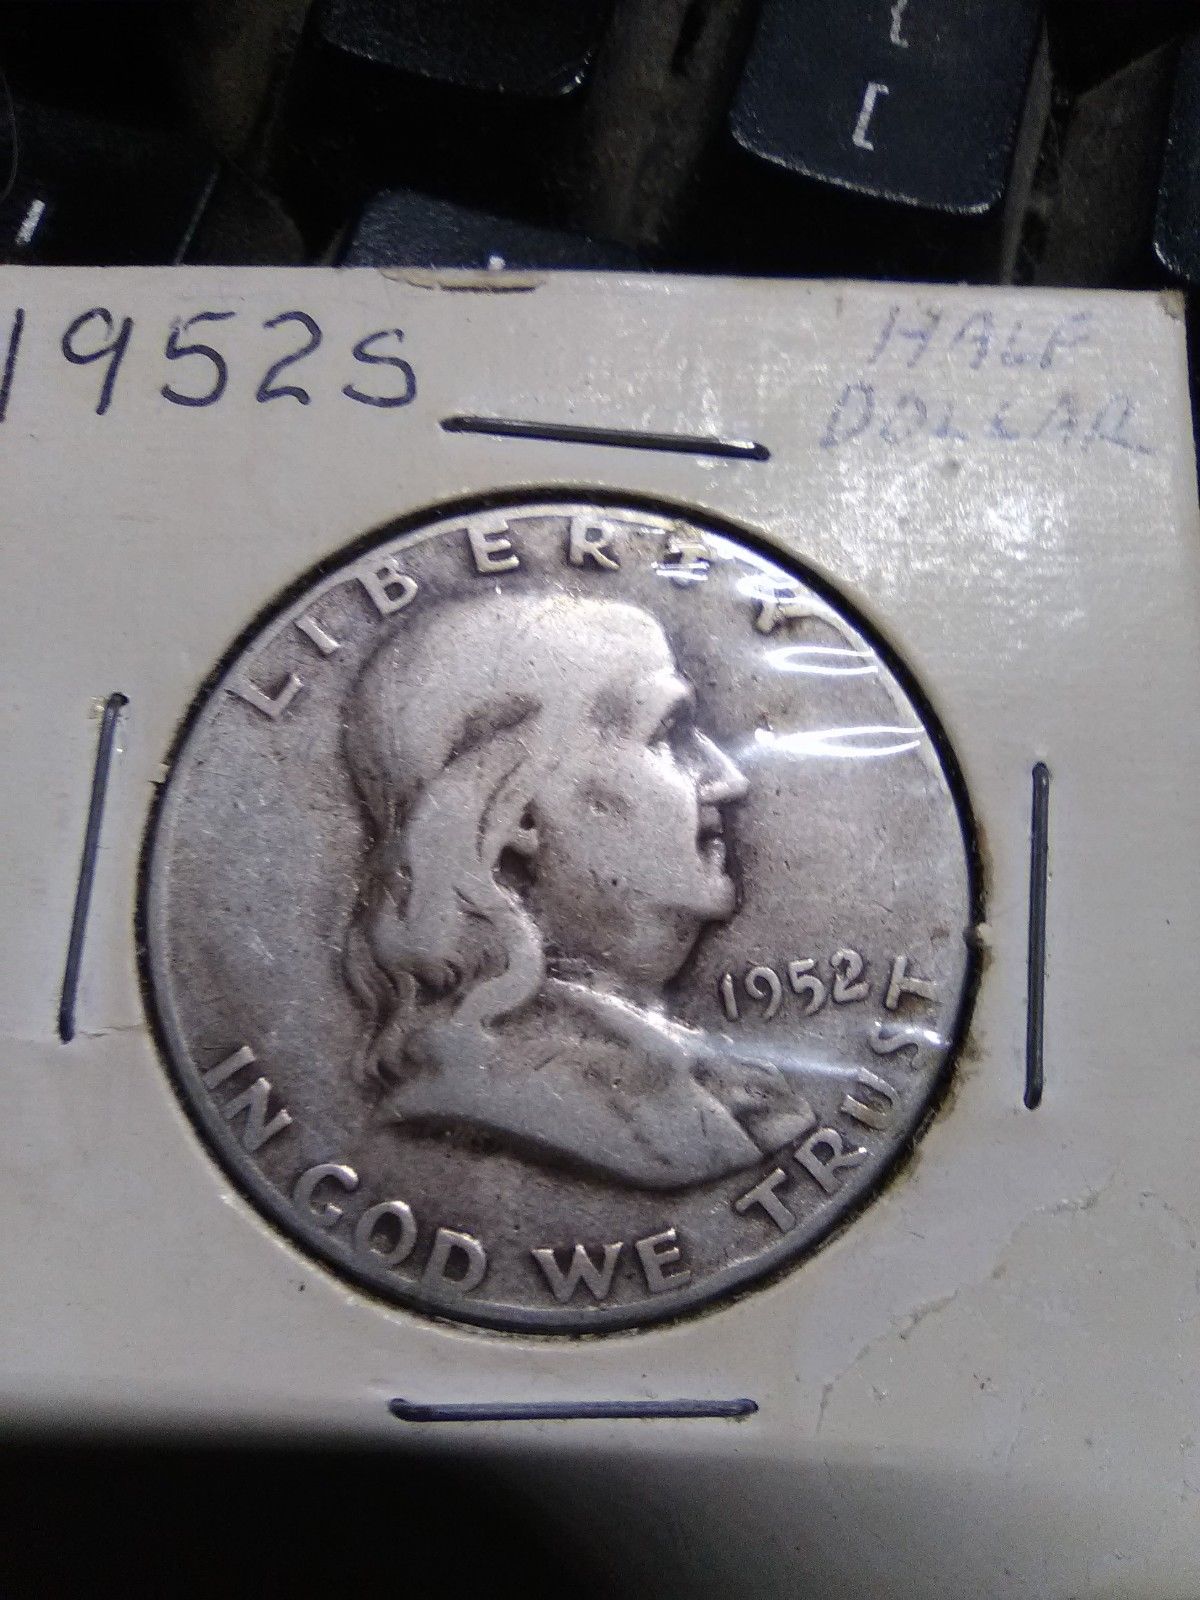 [
[
1952S
HALF
DOLLAR
LIBERTY
1952
IN GOD WE TRUST